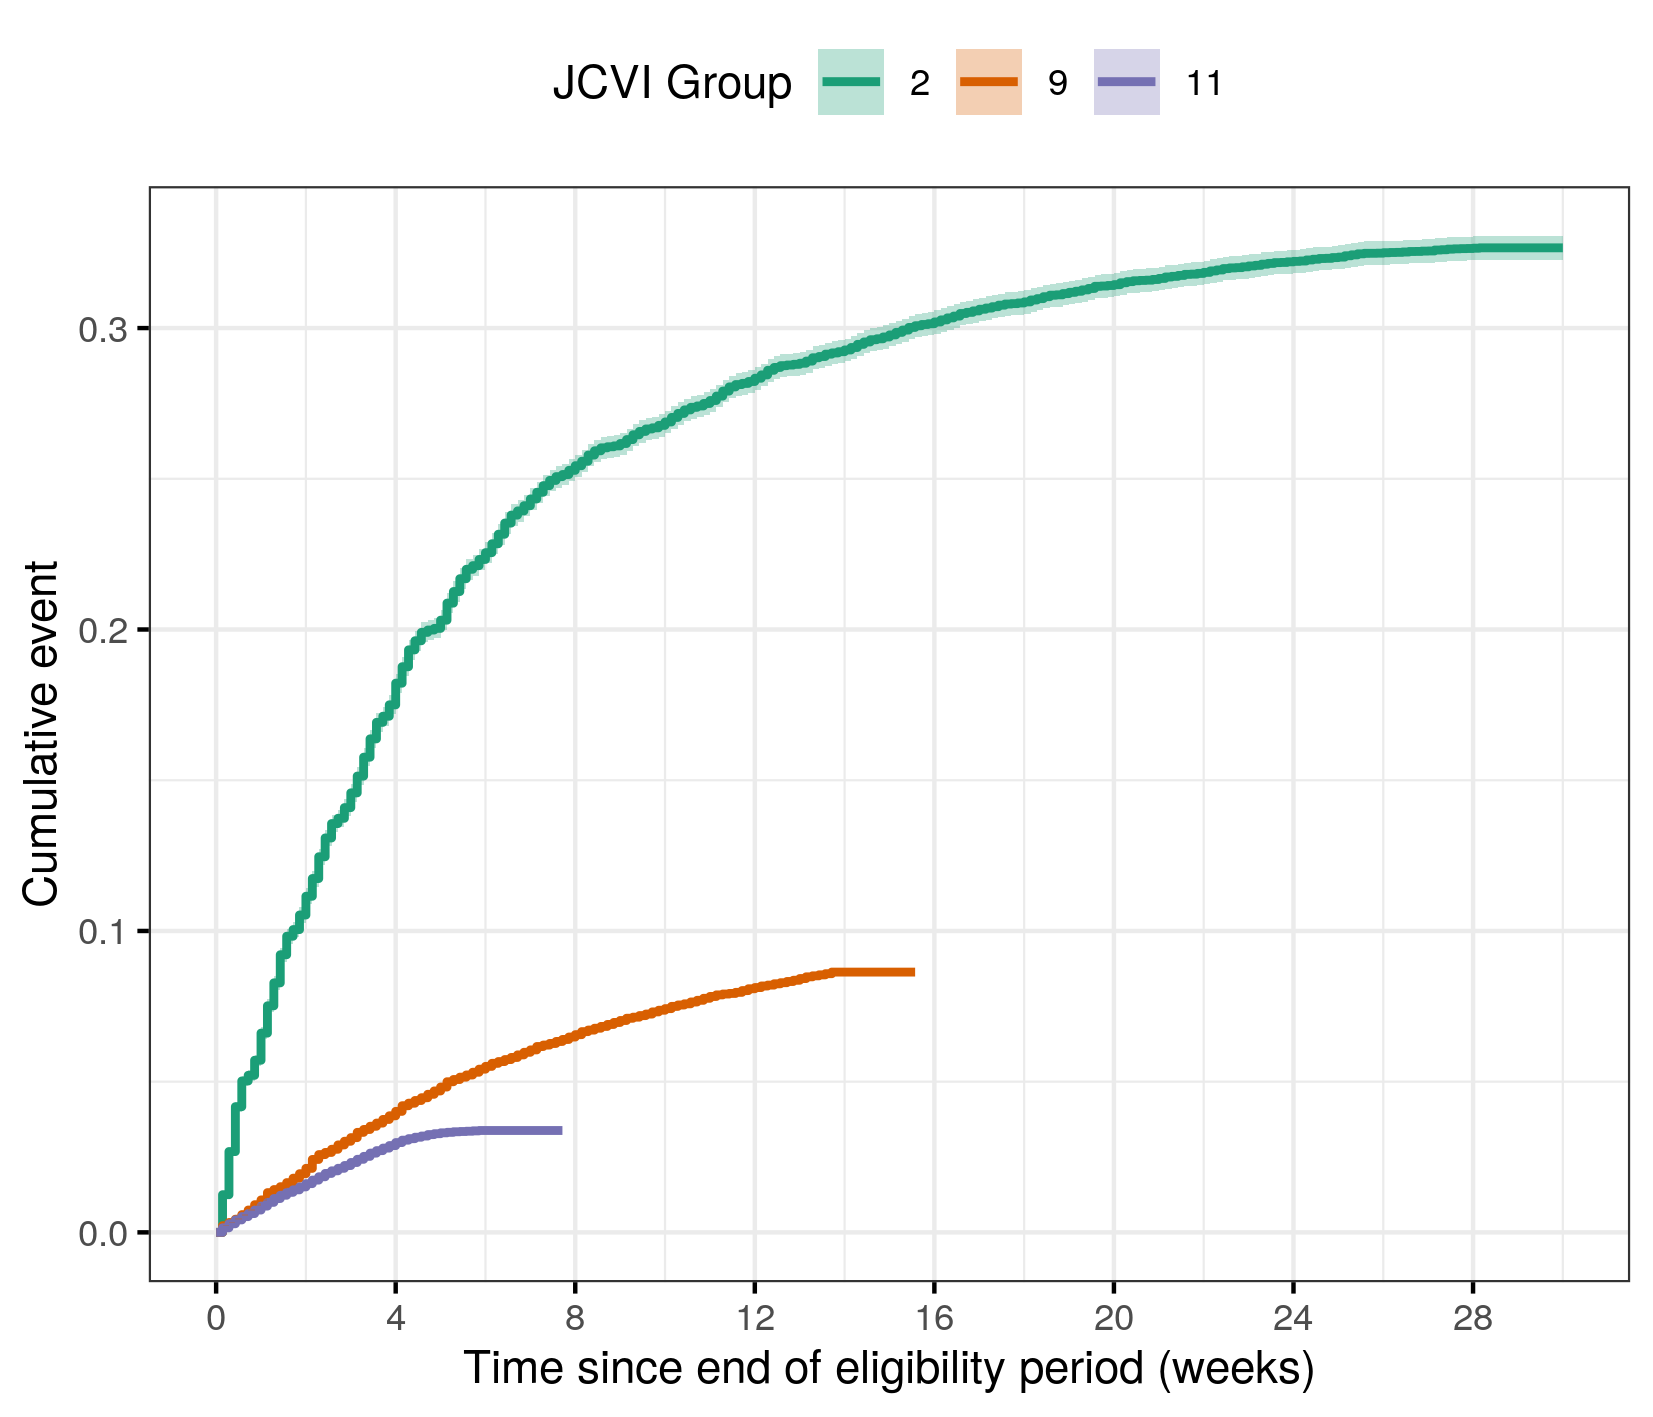 JCVI Group 2 9 11
0.3
0.2
0.1
0.0
Cumulative event
0 4 8 12 16 20 24 28
Time since end of eligibility period (weeks)